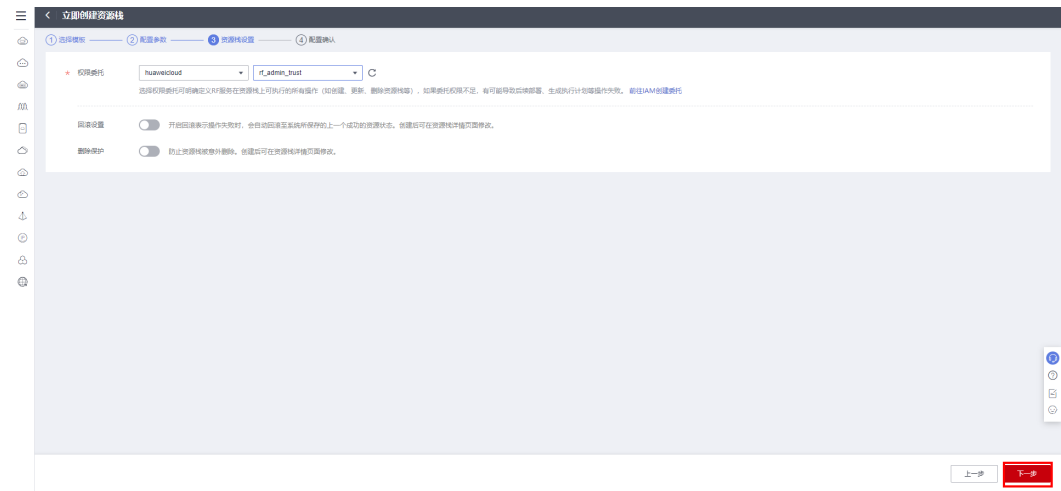 立即创建资源栈
1 选择模板 2 配置参数 3 资源栈设置 4 配置确认
* 权限委托 huaweicloud rf_admin_trust
选择权限委托可明确定义RF服务在资源栈上可执行的所有操作（如创建、更新、删除资源栈等），如果委托权限不足，有可能导致后续部署、生成执行计划等操作失败。 前往IAM创建委托
回滚设置 开启回滚表示操作失败时，会自动回滚至系统所保存的上一个成功的资源状态。创建后可在资源栈详情页面修改。
删除保护 防止资源栈被意外删除。创建后可在资源栈详情页面修改。
上一步 下一步